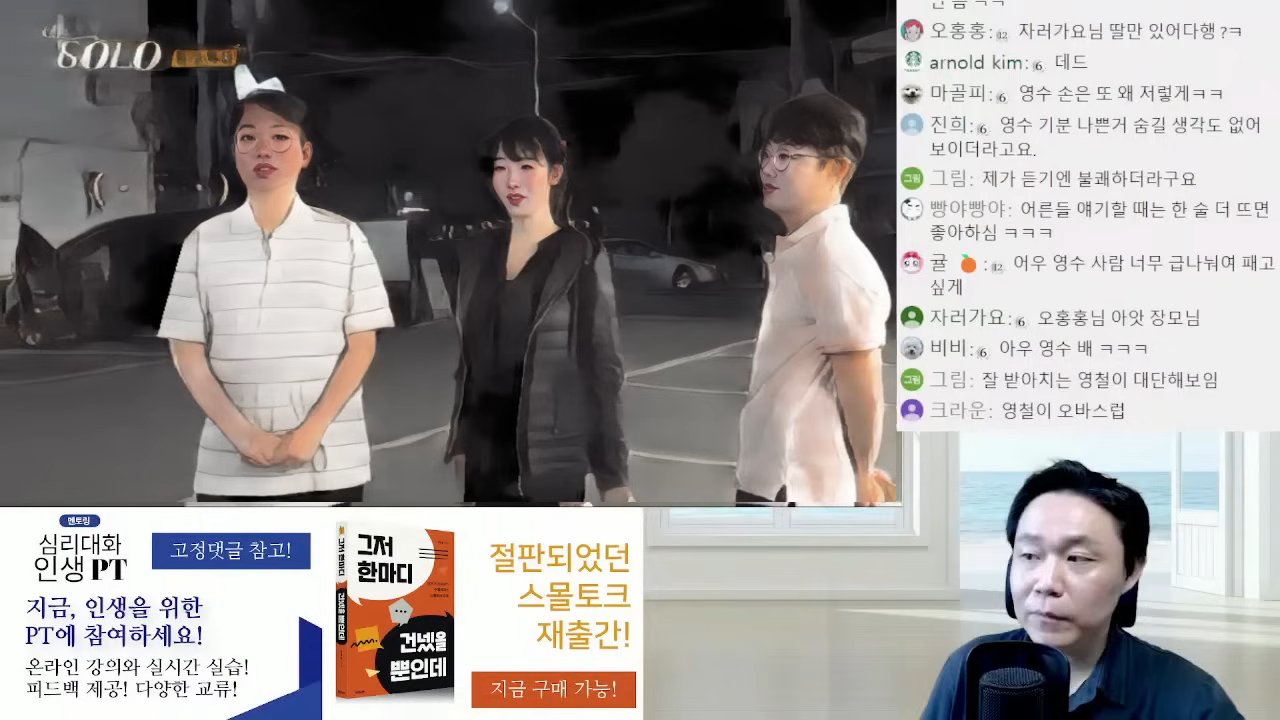 SOLO
오홍홍: 12 자러가요님 딸만 있어다행 ?ㅋ
arnold kim: 6 데드
마골피: 6 영수 손은 또 왜 저렇게ㅋㅋ
진희: 6 영수 기분 나쁜거 숨길 생각도 없어
보이더라고요.
그림 그림: 제가 듣기엔 불쾌하더라구요
빵야빵야: 어른들 얘기할 때는 한 술 더 뜨면
좋아하심 ㅋㅋㅋ
귤 🍊: 12 어우 영수 사람 너무 급나눠여 패고
싶게
자러가요: 6 오홍홍님 아앗 장모님
비비: 6 아우 영수 배 ㅋㅋㅋ
그림 그림: 잘 받아치는 영철이 대단해보임
크라운: 영철이 오바스럽
멘토링
심리대화
인생 PT
고정댓글 참고!
지금, 인생을 위한
PT에 참여하세요!
온라인 강의와 실시간 실습!
피드백 제공! 다양한 교류!
그저
한마디
건넸을
뿐인데
절판되었던
스몰토크
재출간!
지금 구매 가능!